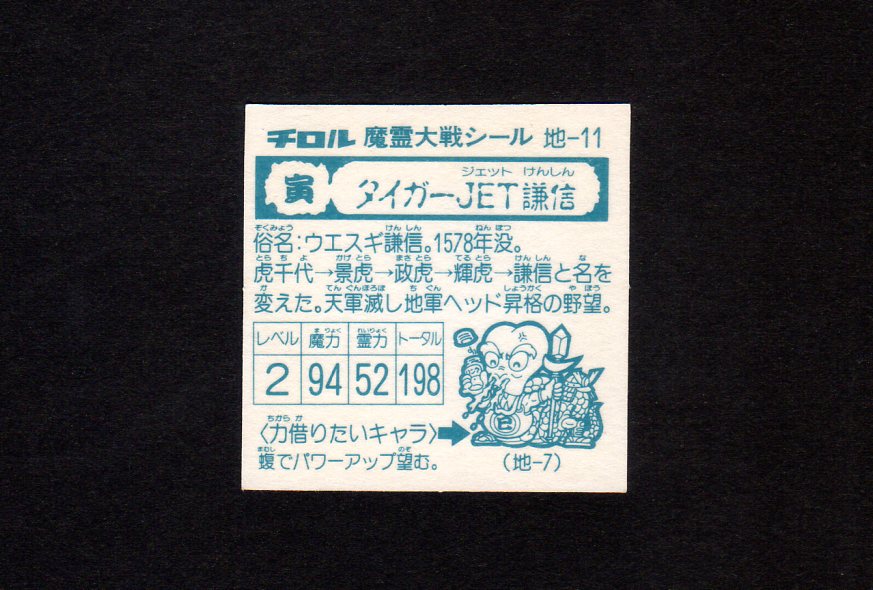 チロル 魔霊大戦シール 地-11
ジェット けんしん
寅 タイガーJET謙信
ぞくみょう けんしん ねんぼつ
俗名:ウエスギ謙信。1578年没。
とらちよ かげとら まさとら てるとら けんしん な
虎千代→景虎→政虎→輝虎→謙信と名を
か てんぐんほろぼ ちぐん しょうかく やぼう
変えた。天軍滅し地軍ヘッド昇格の野望。
まりょく れいりょく
レベル 魔力 霊力 トータル
2 94 52 198
ちからか
〈力借りたいキャラ〉
まむし のぞ
蝮でパワーアップ望む。
巳
(地-7)